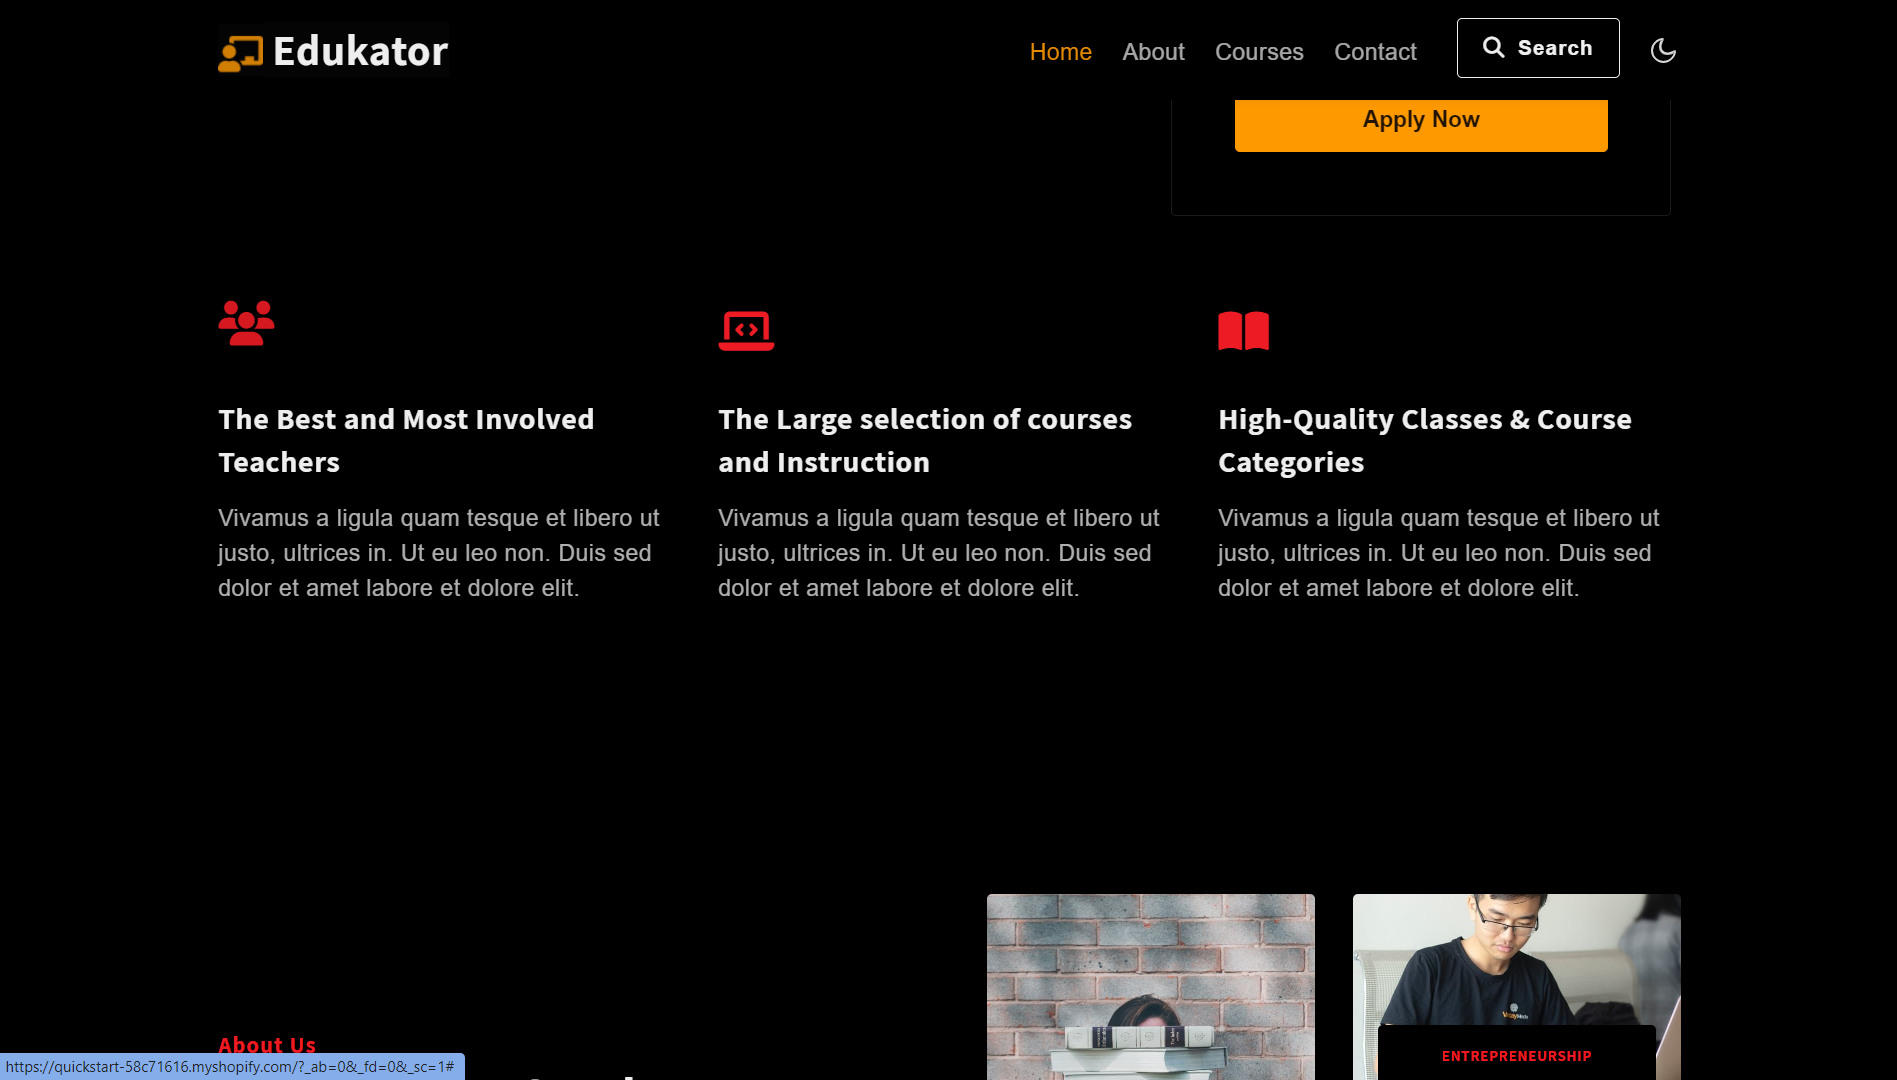 Edukator
Home
About
Courses
Contact
Search
Apply Now
The Best and Most Involved
Teachers
Vivamus a ligula quam tesque et libero ut
justo, ultrices in. Ut eu leo non. Duis sed
dolor et amet labore et dolore elit.
The Large selection of courses
and Instruction
Vivamus a ligula quam tesque et libero ut
justo, ultrices in. Ut eu leo non. Duis sed
dolor et amet labore et dolore elit.
High-Quality Classes & Course
Categories
Vivamus a ligula quam tesque et libero ut
justo, ultrices in. Ut eu leo non. Duis sed
dolor et amet labore et dolore elit.
About Us
ENTREPRENEURSHIP
https://quickstart-58c71616.myshopify.com/?_ab=0&_fd=0&_sc=1#